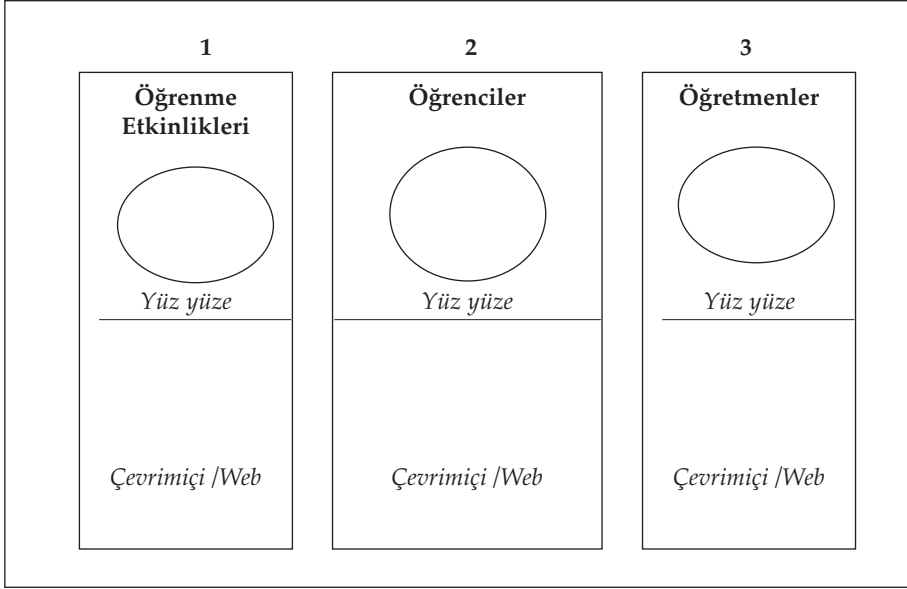 1
Öğrenme
Etkinlikleri
Yüz yüze
Çevrimiçi /Web
2
Öğrenciler
Yüz yüze
Çevrimiçi /Web
3
Öğretmenler
Yüz yüze
Çevrimiçi /Web